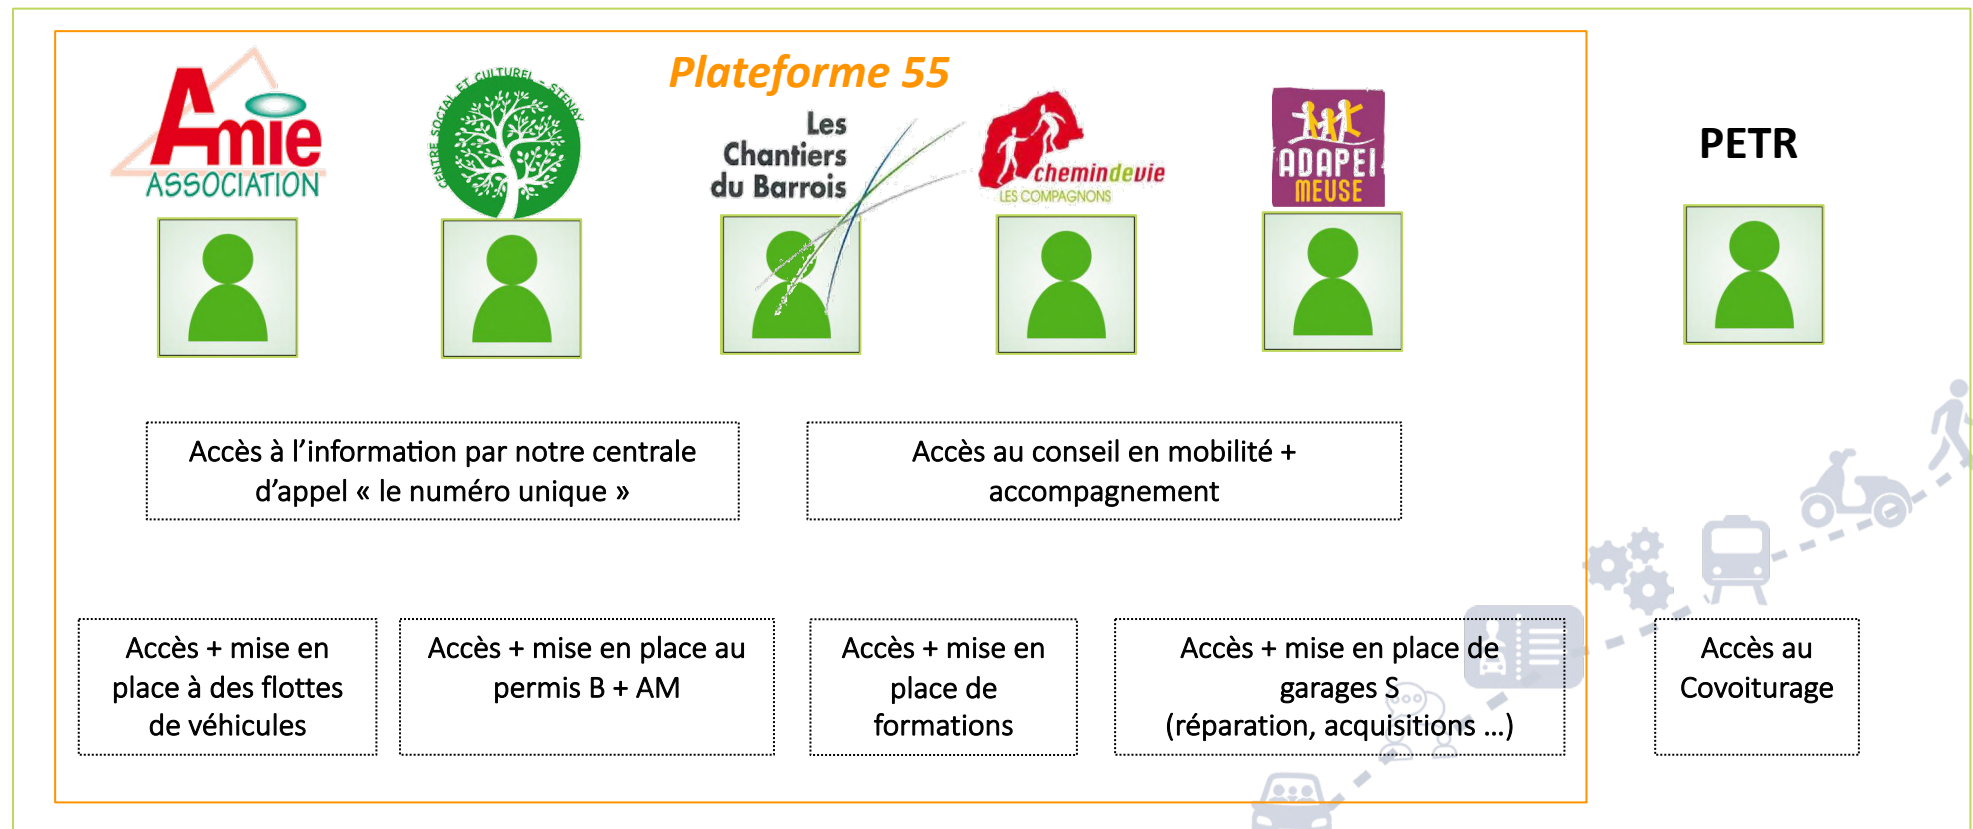 Plateforme 55
Amie
ASSOCIATION
CENTRE SOCIAL ET CULTUREL - STENAY
Les
Chantiers
du Barrois
chemindevie
LES COMPAGNONS
ADAPEI
MEUSE
PETR
Accès à l’information par notre centrale
d’appel « le numéro unique »
Accès au conseil en mobilité +
accompagnement
Accès + mise en
place à des flottes
de véhicules
Accès + mise en place au
permis B + AM
Accès + mise en
place de
formations
Accès + mise en place de
garages S
(réparation, acquisitions ...)
Accès au
Covoiturage